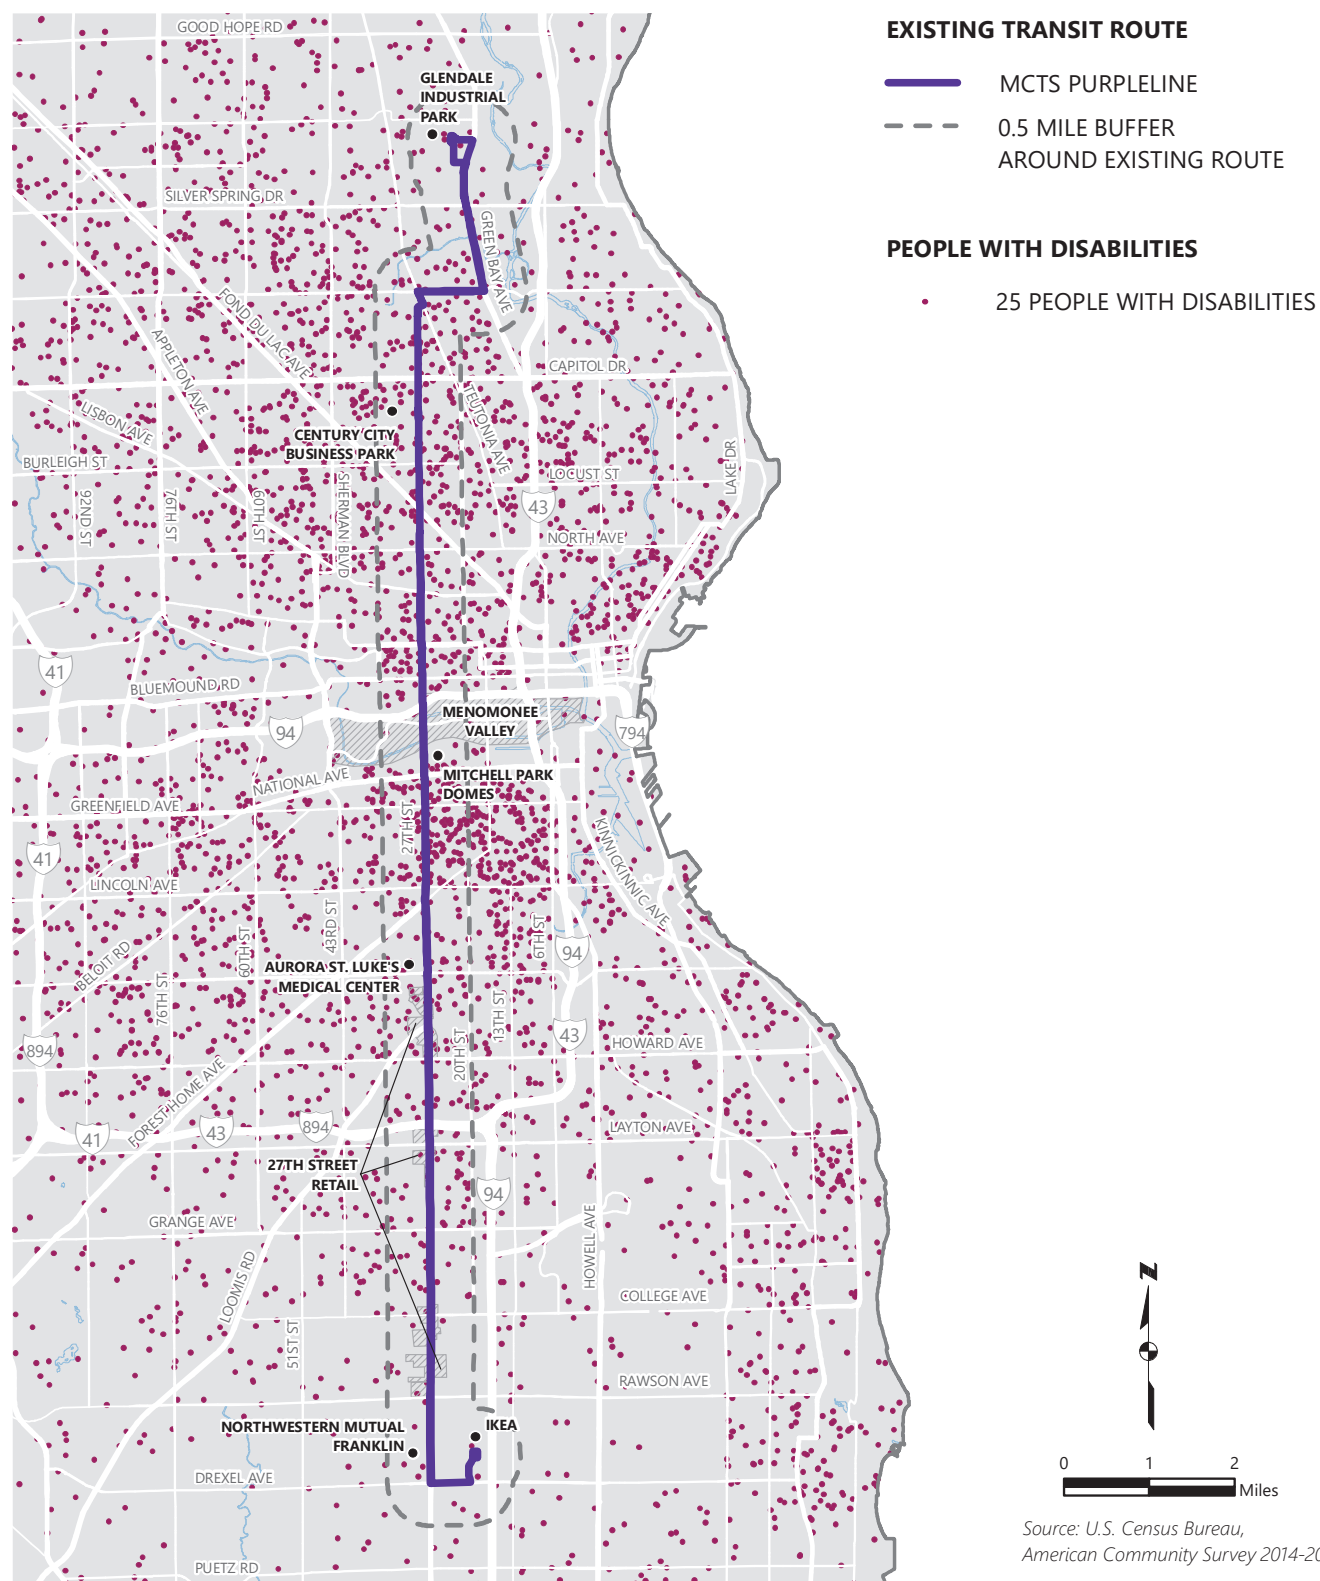 EXISTING TRANSIT ROUTE
MCTS PURPLELINE
0.5 MILE BUFFER
AROUND EXISTING ROUTE
PEOPLE WITH DISABILITIES
25 PEOPLE WITH DISABILITIES
GOOD HOPE RD
GLENDALE
INDUSTRIAL
PARK
SILVER SPRING DR
GREEN BAY AVE
FOND DU LAC AVE
APPLETON AVE
CAPITOL DR
LISBON AVE
TEUTONIA AVE
CENTURY CITY
BUSINESS PARK
BURLEIGH ST
LOCUST ST
LAKE DR
92ND ST
76TH ST
60TH ST
SHERMAN BLVD
43
NORTH AVE
41
BLUEMOUND RD
94
MENOMONEE
VALLEY
794
MITCHELL PARK
DOMES
NATIONAL AVE
GREENFIELD AVE
27TH ST
KINNICKINNIC AVE
41
LINCOLN AVE
43RD ST
6TH ST
60TH ST
BELOIT RD
94
AURORA ST. LUKE'S
MEDICAL CENTER
76TH ST
13TH ST
20TH ST
43
HOWARD AVE
894
FOREST HOME AVE
41
43
894
LAYTON AVE
27TH STREET
RETAIL
94
GRANGE AVE
HOWELL AVE
LOOMIS RD
COLLEGE AVE
51ST ST
RAWSON AVE
NORTHWESTERN MUTUAL
FRANKLIN
IKEA
DREXEL AVE
PUETZ RD
N
0 1 2
Miles
Source: U.S. Census Bureau,
American Community Survey 2014-20